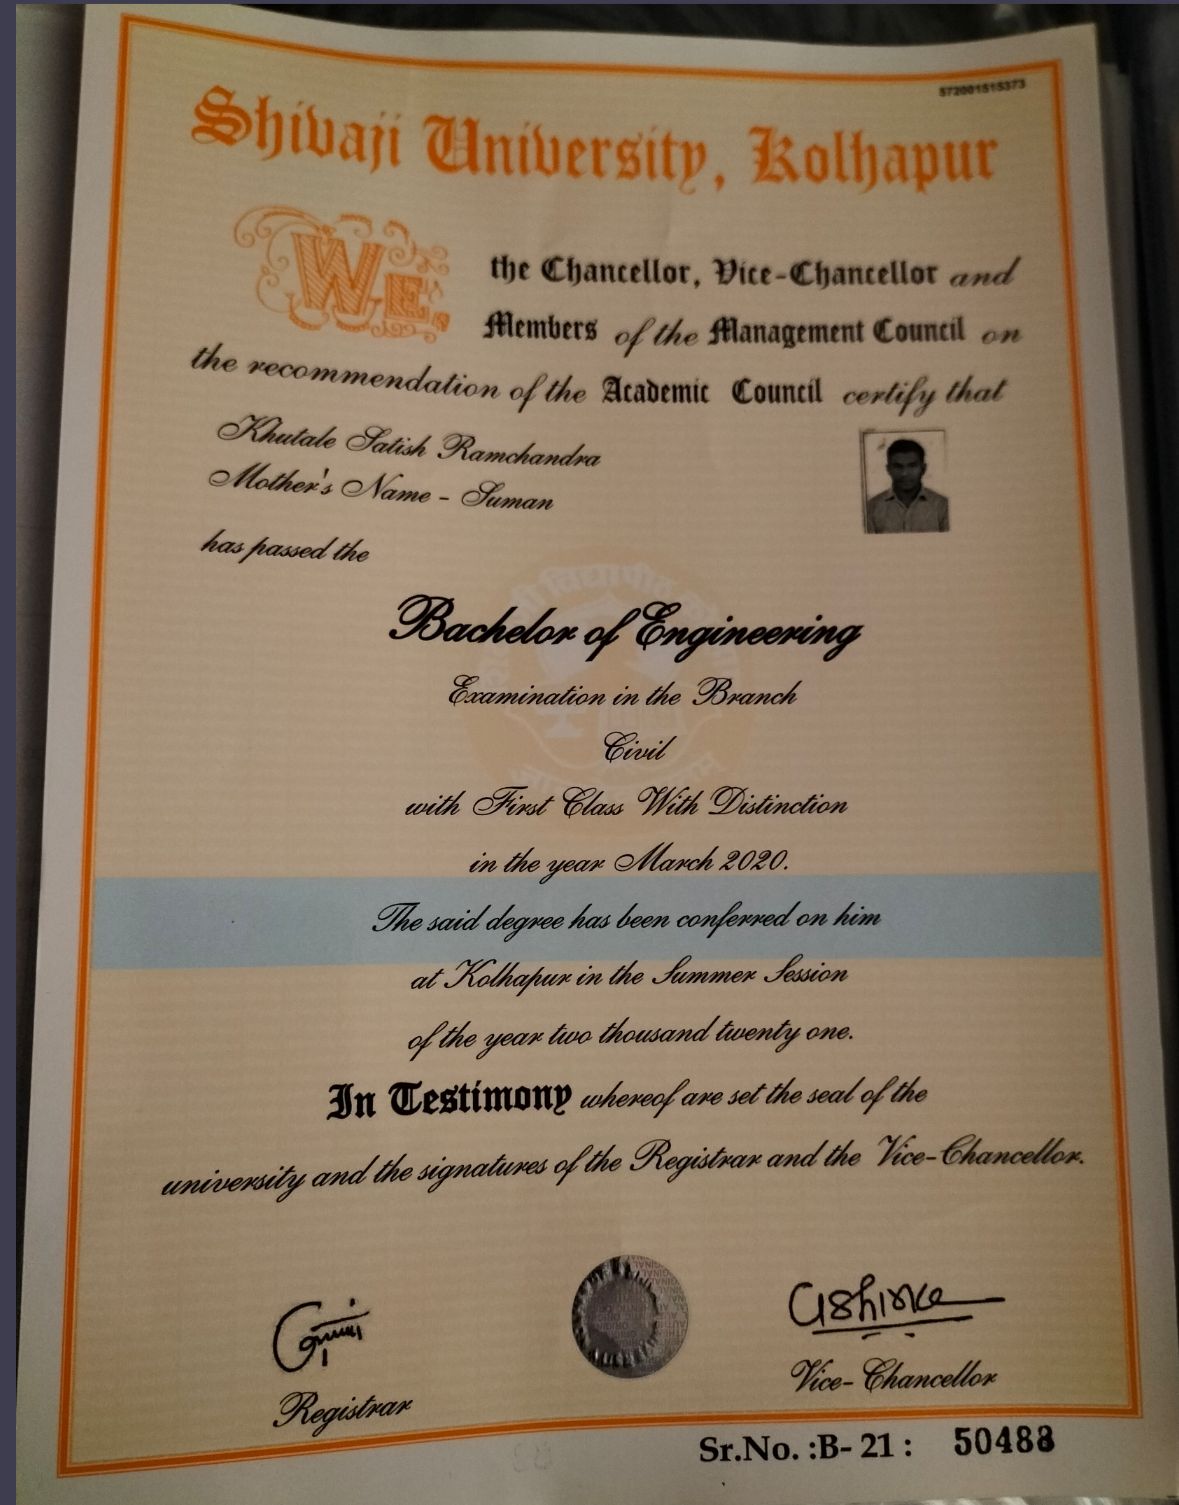 572001515373
Shivaji University, Kolhapur
WE the Chancellor, Vice-Chancellor and
Members of the Management Council on
the recommendation of the Academic Council certify that
Khutale Satish Ramchandra
Mother's Name - Suman
has passed the
Bachelor of Engineering
Examination in the Branch
Civil
with First Class With Distinction
in the year March 2020.
The said degree has been conferred on him
at Kolhapur in the Summer Session
of the year two thousand twenty one.
In Testimony whereof are set the seal of the
university and the signatures of the Registrar and the Vice-Chancellor.
Registrar
Vice-Chancellor
Sr.No. :B- 21 :